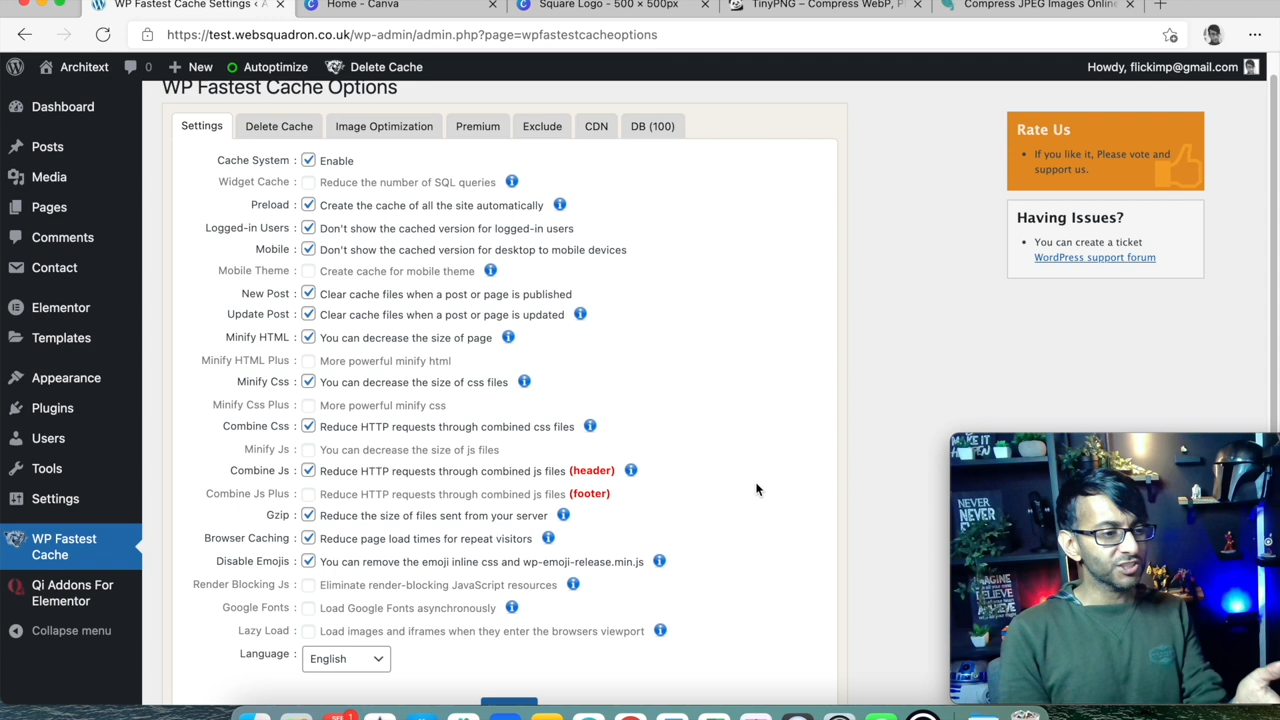 WP Fastest Cache Settings ‹ A
Home - Canva
Square Logo - 500 × 500px
TinyPNG – Compress WebP, P
Compress JPEG Images Online
https://test.websquadron.co.uk/wp-admin/admin.php?page=wpfastestcacheoptions
Architext 0 New Autoptimize Delete Cache
Howdy, flickimp@gmail.com
Dashboard
Posts
Media
Pages
Comments
Contact
Elementor
Templates
Appearance
Plugins
Users
Tools
Settings
WP Fastest
Cache
Qi Addons For
Elementor
Collapse menu
WP Fastest Cache Options
Settings Delete Cache Image Optimization Premium Exclude CDN DB (100)
Cache System : Enable
Widget Cache : Reduce the number of SQL queries
Preload : Create the cache of all the site automatically
Logged-in Users : Don't show the cached version for logged-in users
Mobile : Don't show the cached version for desktop to mobile devices
Mobile Theme : Create cache for mobile theme
New Post : Clear cache files when a post or page is published
Update Post : Clear cache files when a post or page is updated
Minify HTML : You can decrease the size of page
Minify HTML Plus : More powerful minify html
Minify Css : You can decrease the size of css files
Minify Css Plus : More powerful minify css
Combine Css : Reduce HTTP requests through combined css files
Minify Js : You can decrease the size of js files
Combine Js : Reduce HTTP requests through combined js files (header)
Combine Js Plus : Reduce HTTP requests through combined js files (footer)
Gzip : Reduce the size of files sent from your server
Browser Caching : Reduce page load times for repeat visitors
Disable Emojis : You can remove the emoji inline css and wp-emoji-release.min.js
Render Blocking Js : Eliminate render-blocking JavaScript resources
Google Fonts : Load Google Fonts asynchronously
Lazy Load : Load images and iframes when they enter the browsers viewport
Language : English
Rate Us
If you like it, Please vote and
support us.
Having Issues?
You can create a ticket
WordPress support forum
MAKE IT
NEVER
NEVER
IMAGINE
BELIEVE